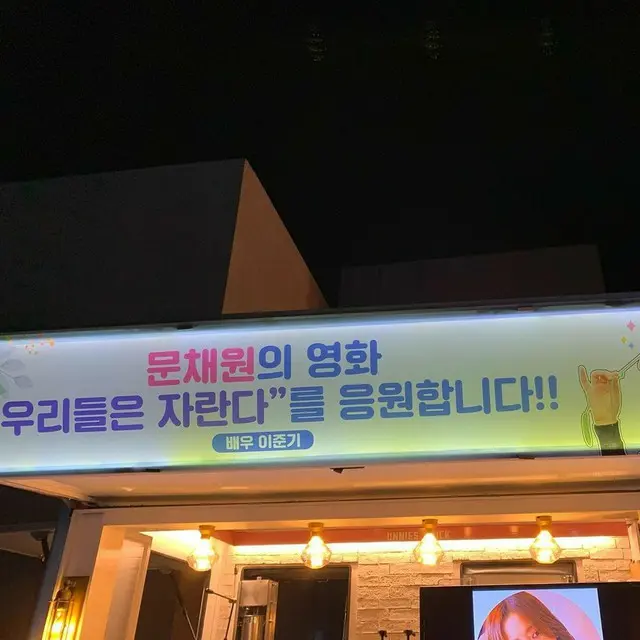 문채원의 영화
우리들은 자란다”를 응원합니다!!
배우 이준기